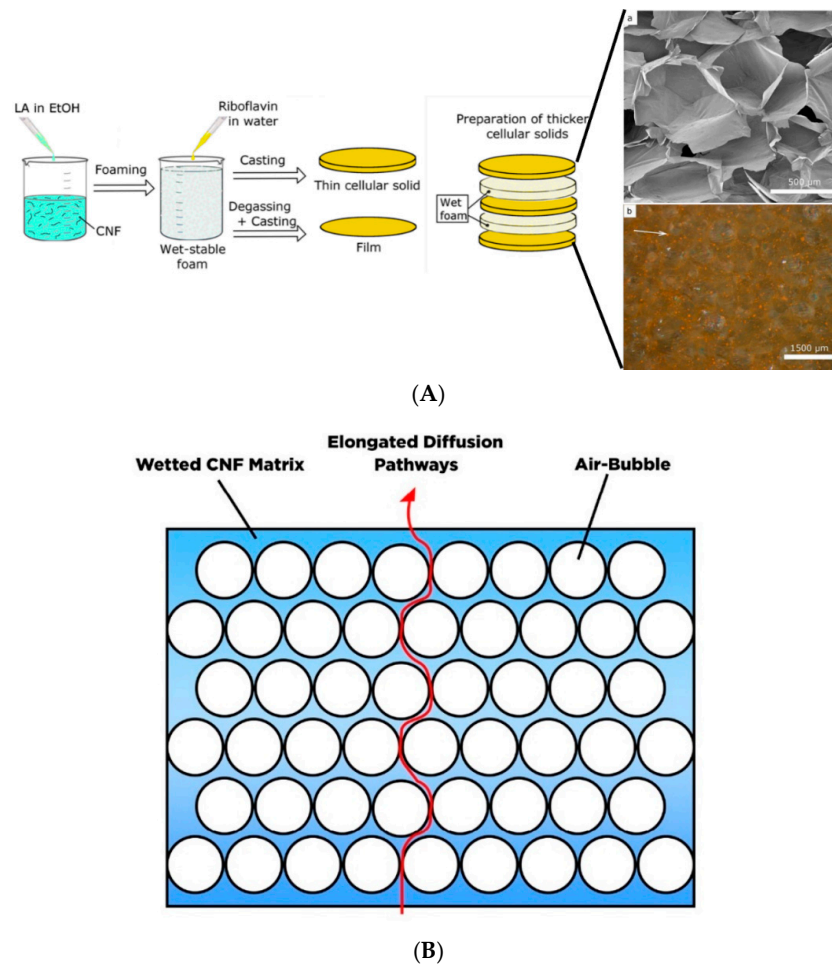 LA in EtOH
Riboflavin
in water
Foaming
CNF
Wet-stable
foam
Casting
Thin cellular solid
Degassing
+ Casting
Film
Preparation of thicker
cellular solids
Wet
foam
a
500 µm
b
1500 µm
(A)
Wetted CNF Matrix
Elongated Diffusion
Pathways
Air-Bubble
(B)